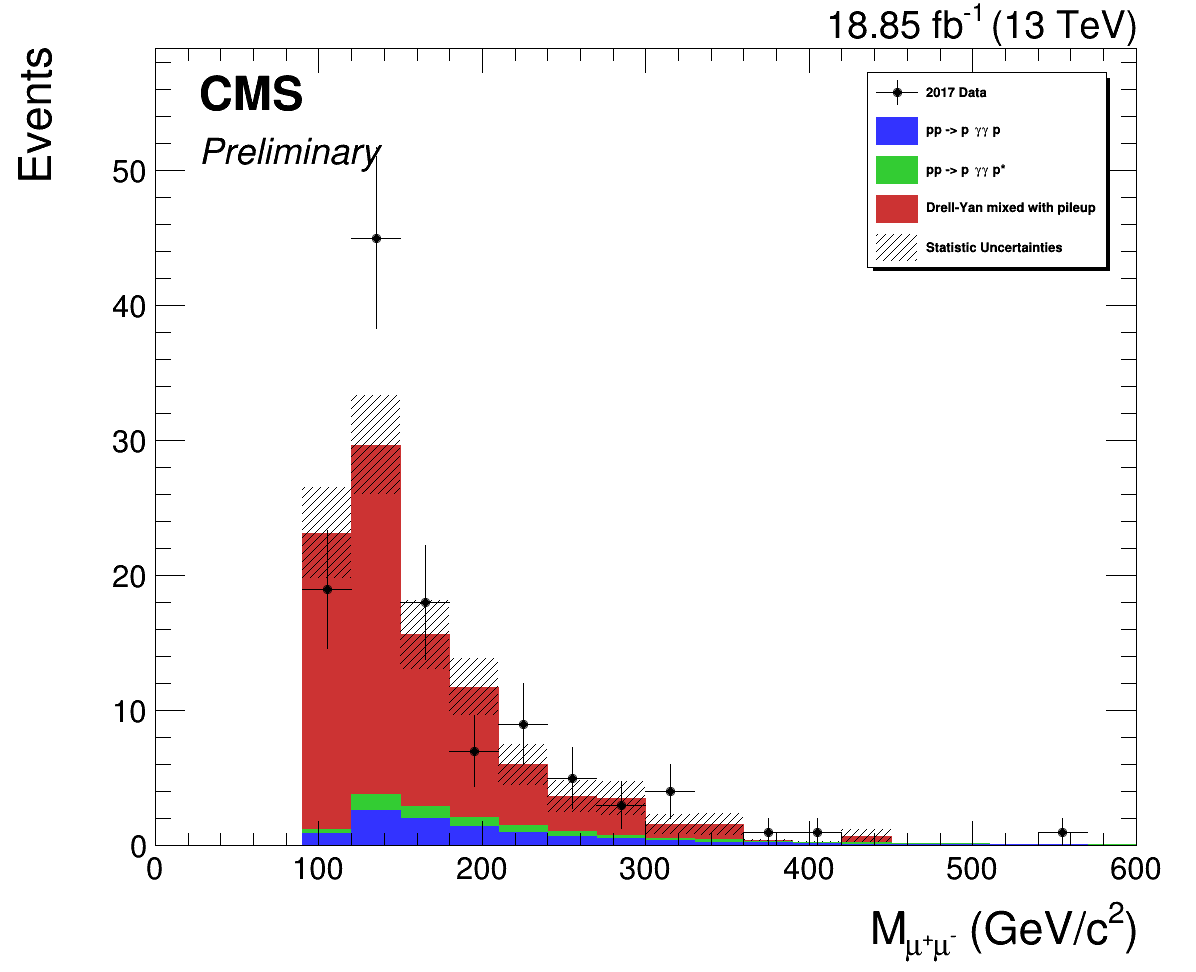 18.85 fb⁻¹ (13 TeV)
Events
CMS
Preliminary
2017 Data
pp -> p γγ p
pp -> p γγ p*
Drell-Yan mixed with pileup
Statistic Uncertainties
50
40
30
20
10
0
0 100 200 300 400 500 600
M_μ⁺μ⁻ (GeV/c²)